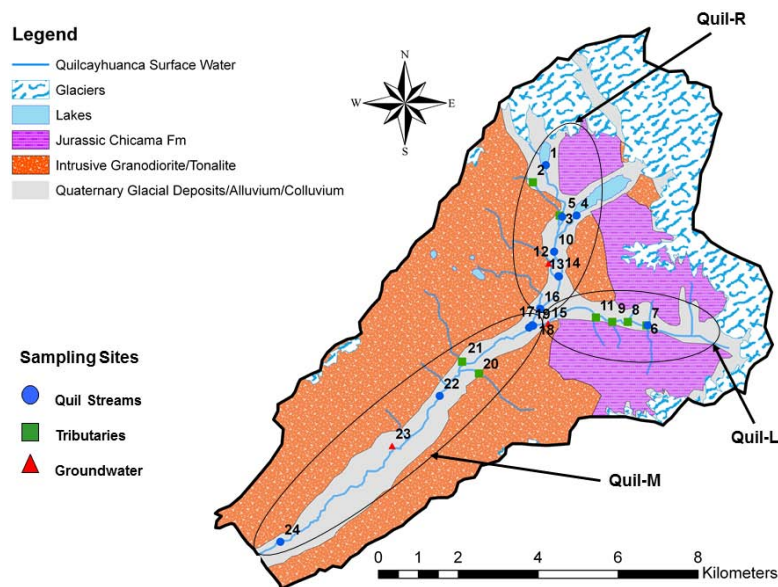 Quil-R
Legend
Quilcayhuanca Surface Water
Glaciers
Lakes
Jurassic Chicama Fm
Intrusive Granodiorite/Tonalite
Quaternary Glacial Deposits/Alluvium/Colluvium
N
W E
S
1
2
5 4
3
10
12
13 14
16
17 19 15
18
11 9 8 7
6
21
20
22
23
24
Sampling Sites
Quil Streams
Tributaries
Groundwater
Quil-L
Quil-M
0 2 4 6 8
Kilometers